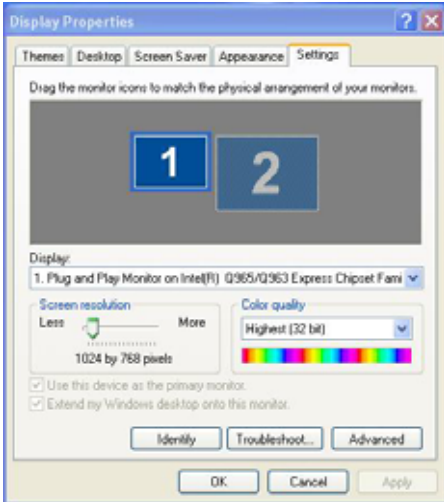 Display Properties
Themes Desktop Screen Saver Appearance Settings
Drag the monitor icons to match the physical arrangement of your monitors.
1 2
Display:
1. Plug and Play Monitor on Intel(R) Q965/Q963 Express Chipset Fami
Screen resolution
Less More
1024 by 768 pixels
Color quality
Highest (32 bit)
Use this device as the primary monitor.
Extend my Windows desktop onto this monitor.
Identify Troubleshoot... Advanced
OK Cancel Apply